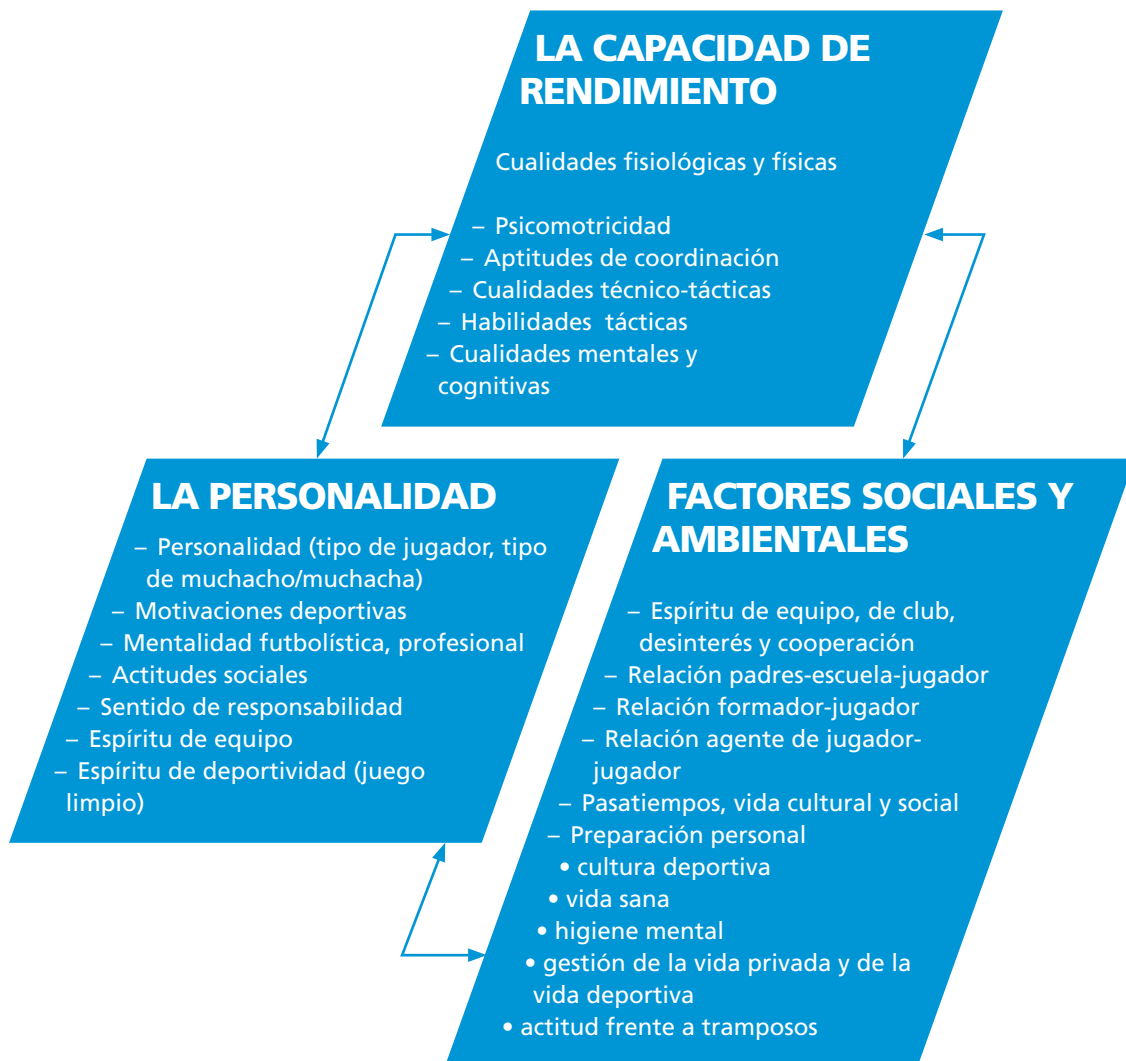 LA CAPACIDAD DE
RENDIMIENTO
Cualidades fisiológicas y físicas
– Psicomotricidad
– Aptitudes de coordinación
– Cualidades técnico-tácticas
– Habilidades tácticas
– Cualidades mentales y
cognitivas
LA PERSONALIDAD
– Personalidad (tipo de jugador, tipo
de muchacho/muchacha)
– Motivaciones deportivas
– Mentalidad futbolística, profesional
– Actitudes sociales
– Sentido de responsabilidad
– Espíritu de equipo
– Espíritu de deportividad (juego
limpio)
FACTORES SOCIALES Y
AMBIENTALES
– Espíritu de equipo, de club,
desinterés y cooperación
– Relación padres-escuela-jugador
– Relación formador-jugador
– Relación agente de jugador-
jugador
– Pasatiempos, vida cultural y social
– Preparación personal
• cultura deportiva
• vida sana
• higiene mental
• gestión de la vida privada y de la
vida deportiva
• actitud frente a tramposos